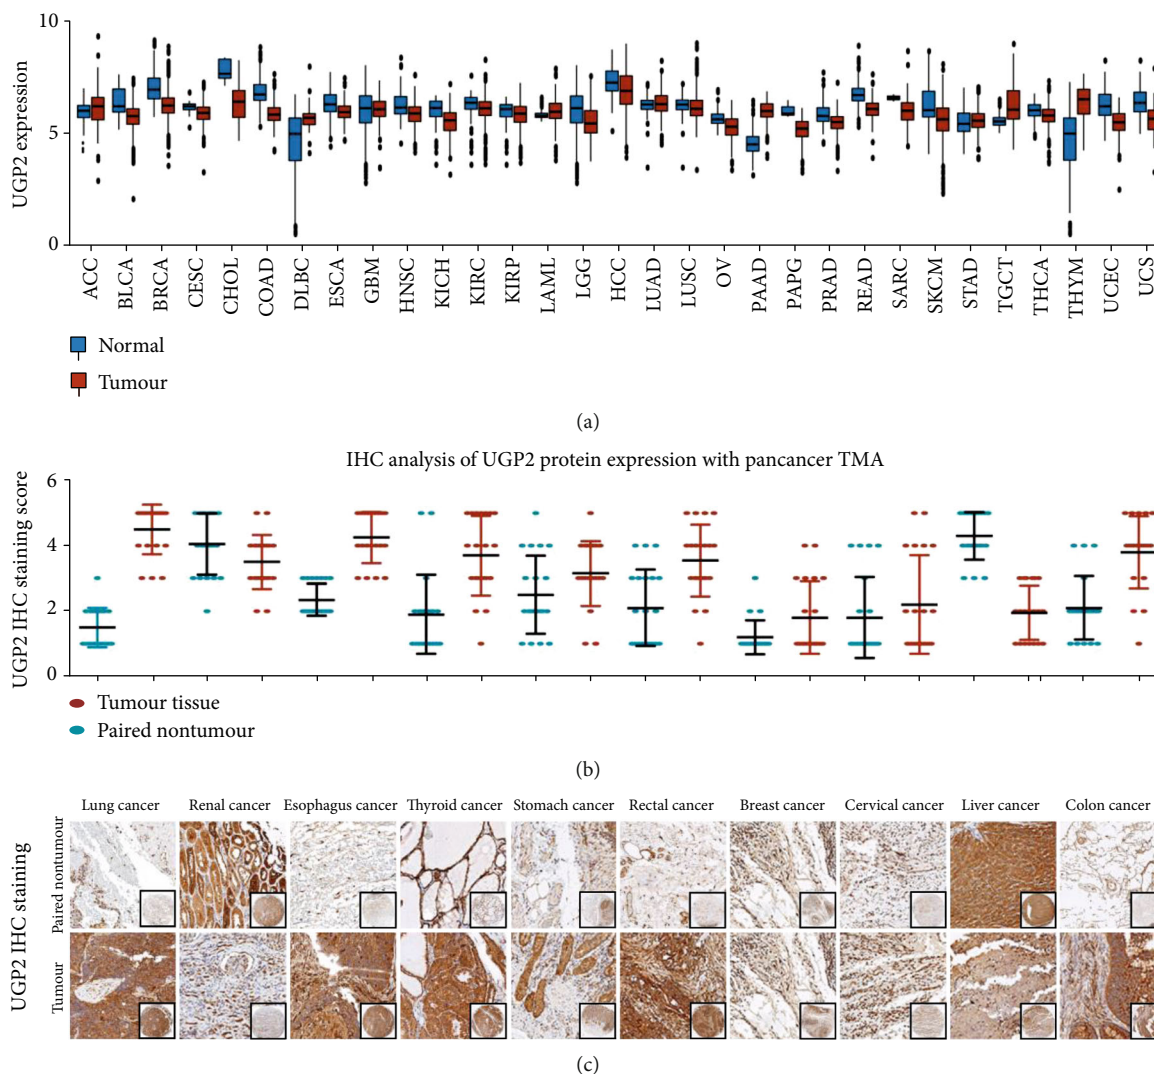 10
5
0
UGP2 expression
ACC BLCA BRCA CESC CHOL COAD DLBC ESCA GBM HNSC KICH KIRC KIRP LAML LGG HCC LUAD LUSC OV PAAD PAPG PRAD READ SARC SKCM STAD TGCT THCA THYM UCEC UCS
Normal
Tumour
(a)
IHC analysis of UGP2 protein expression with pancancer TMA
6
4
2
0
UGP2 IHC staining score
Tumour tissue
Paired nontumour
(b)
Lung cancer Renal cancer Esophagus cancer Thyroid cancer Stomach cancer Rectal cancer Breast cancer Cervical cancer Liver cancer Colon cancer
UGP2 IHC staining
Paired nontumour
Tumour
(c)